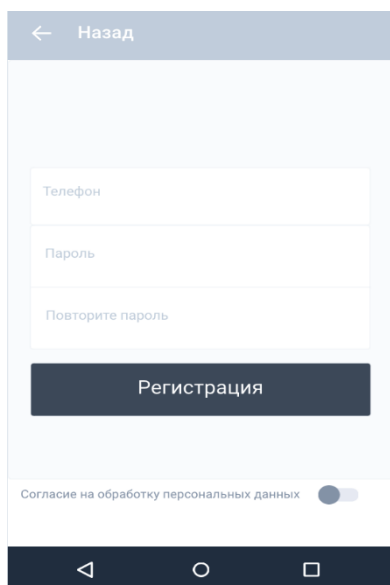 Назад
Телефон
Пароль
Повторите пароль
Регистрация
Согласие на обработку персональных данных